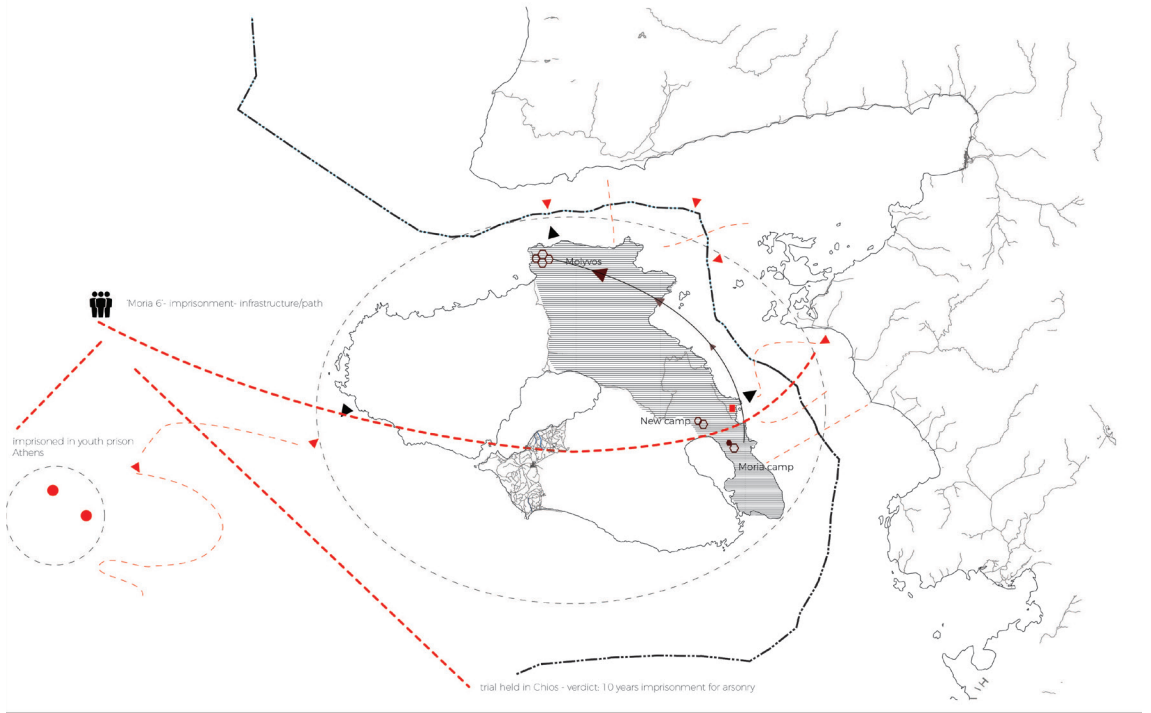 Molyvos
'Moria 6'- imprisonment- infrastructure/path
New camp
imprisoned in youth prison
Athens
Moria camp
trial held in Chios - verdict: 10 years imprisonment for arsonry